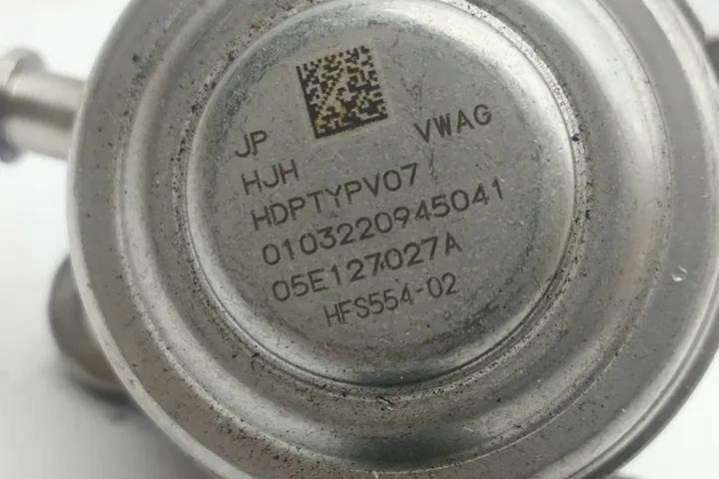 JP VWAG
HJH
HDPTYPV07
0103220945041
05E127027A
HFS554-02